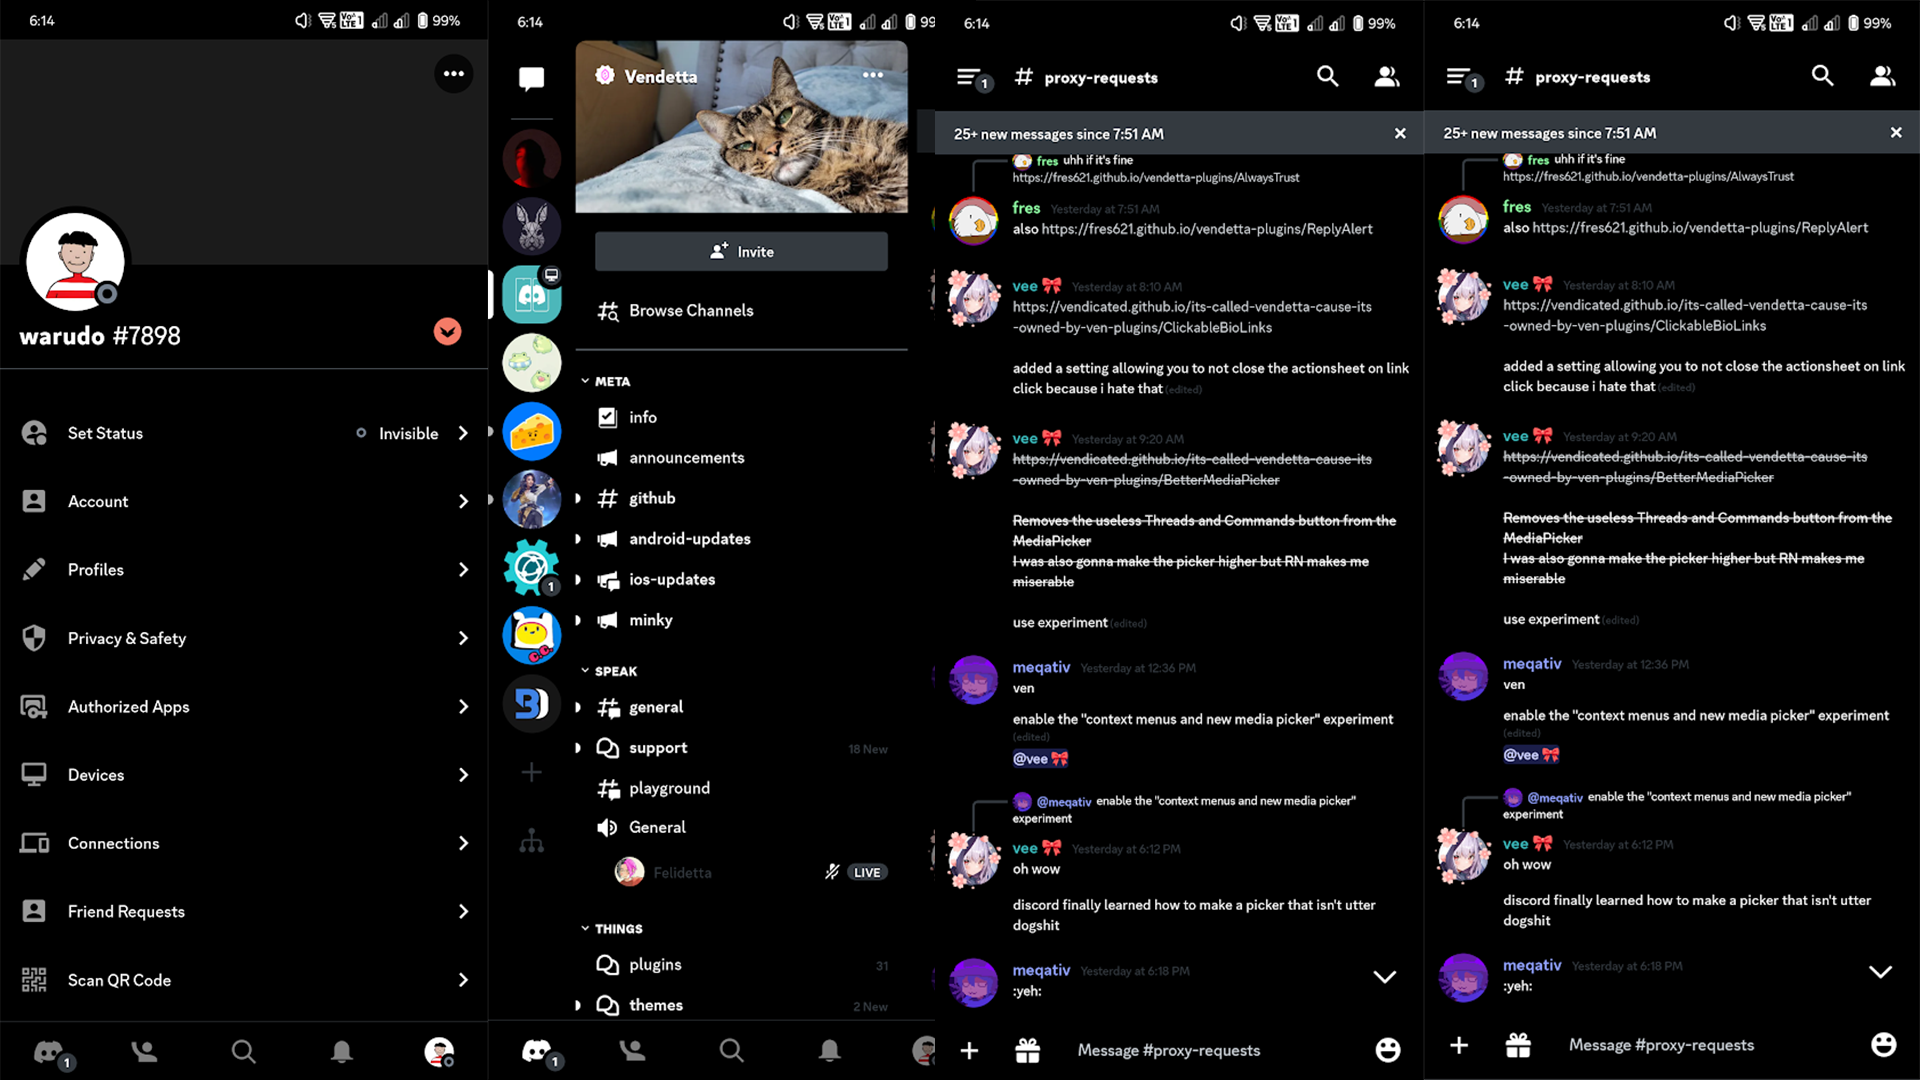 6:14
99%
warudo #7898
Set Status
Invisible
Account
Profiles
Privacy & Safety
Authorized Apps
Devices
Connections
Friend Requests
Scan QR Code
1
6:14
99
Vendetta
Invite
Browse Channels
META
info
announcements
github
android-updates
ios-updates
1
minky
SPEAK
general
support
18 New
playground
General
Felidetta
LIVE
THINGS
plugins
31
themes
2 New
1
6:14
99%
1
# proxy-requests
25+ new messages since 7:51 AM
fres uhh if it's fine
https://fres621.github.io/vendetta-plugins/AlwaysTrust
fres Yesterday at 7:51 AM
also https://fres621.github.io/vendetta-plugins/ReplyAlert
vee Yesterday at 8:10 AM
https://vendicated.github.io/its-called-vendetta-cause-its
-owned-by-ven-plugins/ClickableBioLinks
added a setting allowing you to not close the actionsheet on link
click because i hate that (edited)
vee Yesterday at 9:20 AM
https://vendicated.github.io/its-called-vendetta-cause-its
-owned-by-ven-plugins/BetterMediaPicker
Removes the useless Threads and Commands button from the
MediaPicker
I was also gonna make the picker higher but RN makes me
miserable
use experiment (edited)
meqativ Yesterday at 12:36 PM
ven
enable the "context menus and new media picker" experiment
(edited)
@vee
@meqativ enable the "context menus and new media picker"
experiment
vee Yesterday at 6:12 PM
oh wow
discord finally learned how to make a picker that isn't utter
dogshit
meqativ Yesterday at 6:18 PM
:yeh:
Message #proxy-requests
6:14
99%
1
# proxy-requests
25+ new messages since 7:51 AM
fres uhh if it's fine
https://fres621.github.io/vendetta-plugins/AlwaysTrust
fres Yesterday at 7:51 AM
also https://fres621.github.io/vendetta-plugins/ReplyAlert
vee Yesterday at 8:10 AM
https://vendicated.github.io/its-called-vendetta-cause-its
-owned-by-ven-plugins/ClickableBioLinks
added a setting allowing you to not close the actionsheet on link
click because i hate that (edited)
vee Yesterday at 9:20 AM
https://vendicated.github.io/its-called-vendetta-cause-its
-owned-by-ven-plugins/BetterMediaPicker
Removes the useless Threads and Commands button from the
MediaPicker
I was also gonna make the picker higher but RN makes me
miserable
use experiment (edited)
meqativ Yesterday at 12:36 PM
ven
enable the "context menus and new media picker" experiment
(edited)
@vee
@meqativ enable the "context menus and new media picker"
experiment
vee Yesterday at 6:12 PM
oh wow
discord finally learned how to make a picker that isn't utter
dogshit
meqativ Yesterday at 6:18 PM
:yeh:
Message #proxy-requests